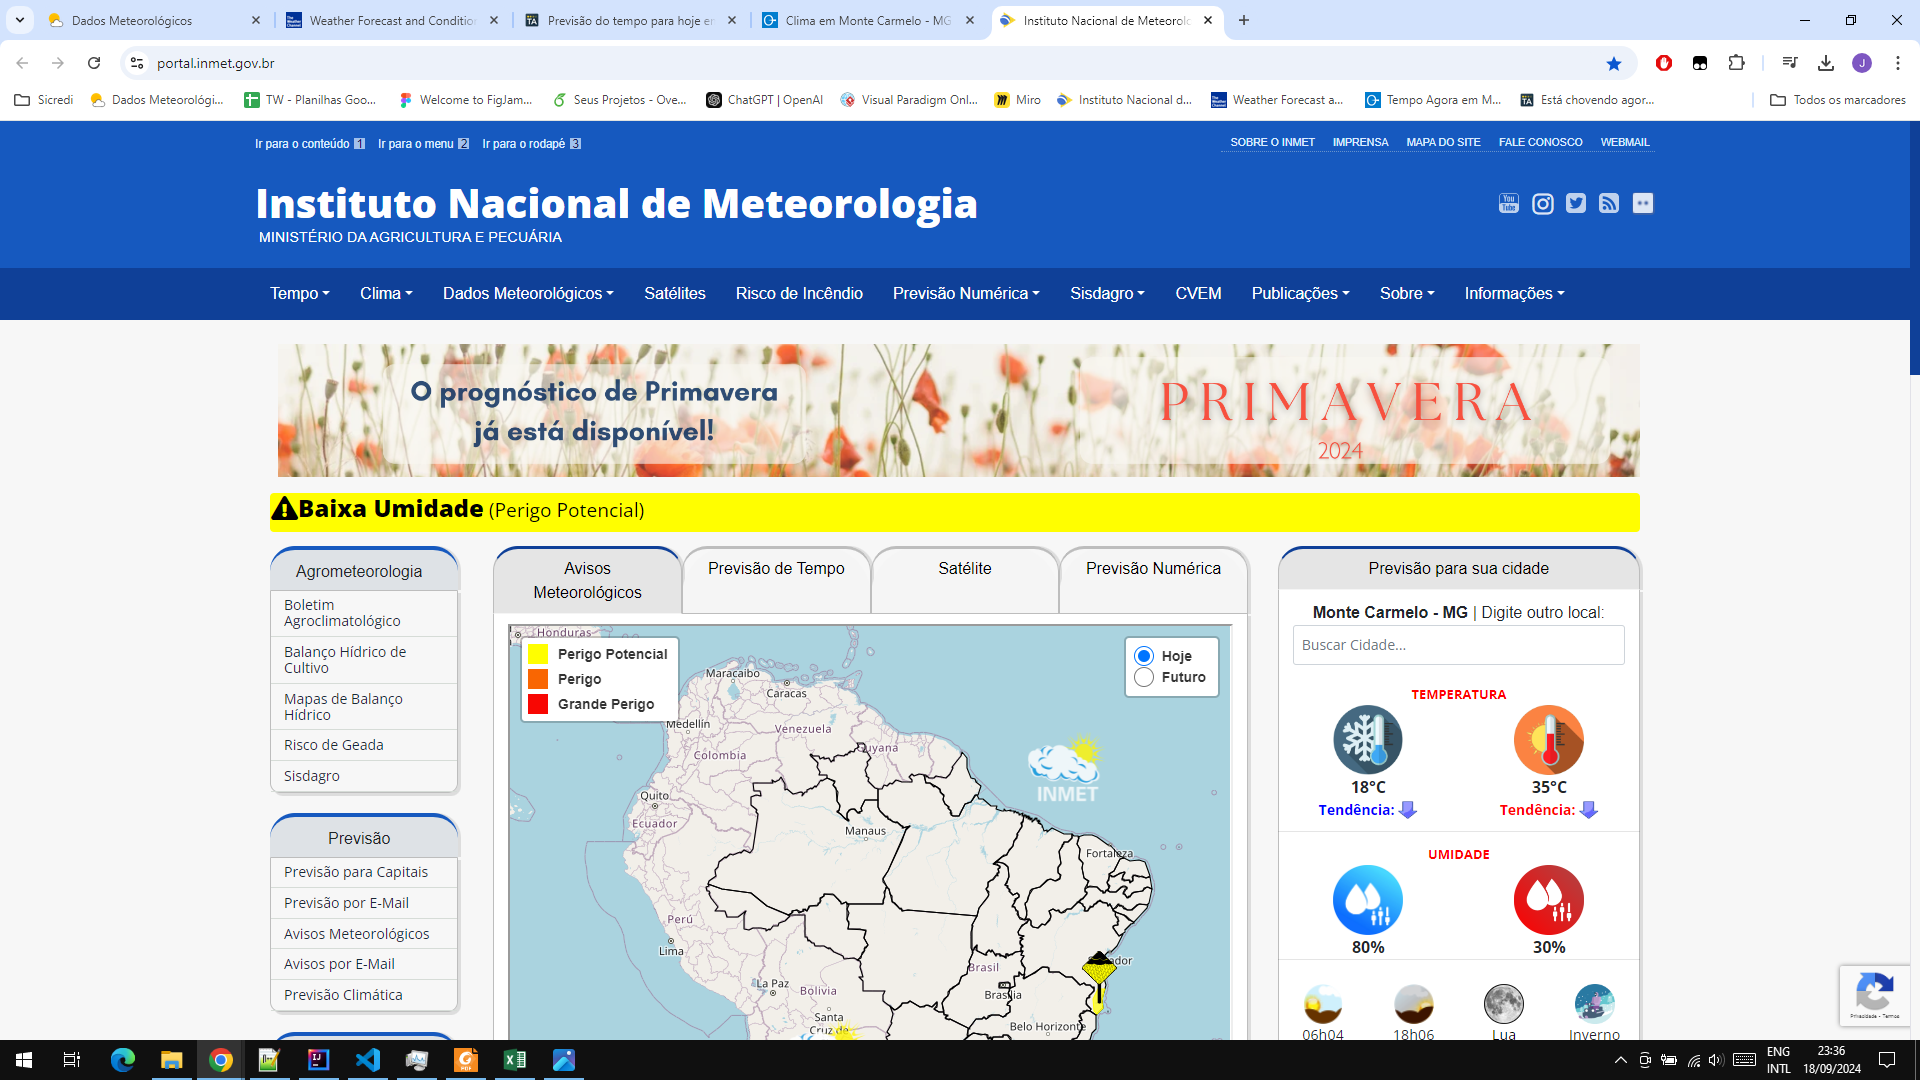 Dados Meteorológicos
Weather Forecast and Conditio
Previsão do tempo para hoje e
Clima em Monte Carmelo - MG
Instituto Nacional de Meteorolo
portal.inmet.gov.br
Sicredi
Dados Meteorológi...
TW - Planilhas Goo...
Welcome to FigJam...
Seus Projetos - Ove...
ChatGPT | OpenAI
Visual Paradigm Onl...
Miro
Instituto Nacional d...
Weather Forecast a...
Tempo Agora em M...
Está chovendo agor...
Todos os marcadores
Ir para o conteúdo 1
Ir para o menu 2
Ir para o rodapé 3
SOBRE O INMET
IMPRENSA
MAPA DO SITE
FALE CONOSCO
WEBMAIL
Instituto Nacional de Meteorologia
MINISTÉRIO DA AGRICULTURA E PECUÁRIA
You
Tube
Tempo
Clima
Dados Meteorológicos
Satélites
Risco de Incêndio
Previsão Numérica
Sisdagro
CVEM
Publicações
Sobre
Informações
O prognóstico de Primavera
já está disponível!
PRIMAVERA
2024
Baixa Umidade (Perigo Potencial)
Agrometeorologia
Boletim
Agroclimatológico
Balanço Hídrico de
Cultivo
Mapas de Balanço
Hídrico
Risco de Geada
Sisdagro
Previsão
Previsão para Capitais
Previsão por E-Mail
Avisos Meteorológicos
Avisos por E-Mail
Previsão Climática
Avisos
Meteorológicos
Previsão de Tempo
Satélite
Previsão Numérica
Honduras
Perigo Potencial
Perigo
Grande Perigo
Hoje
Futuro
Maracaibo
Caracas
Medellín
Venezuela
Guyana
Colombia
INMET
Quito
Ecuador
Manaus
Fortaleza
Perú
Lima
Brasil
La Paz
Bolivia
Brasília
Santa
Cruz de
Belo Horizonte
Previsão para sua cidade
Monte Carmelo - MG | Digite outro local:
Buscar Cidade...
TEMPERATURA
18°C
35°C
Tendência:
Tendência:
UMIDADE
80%
30%
06h04
18h06
Lua
Inverno
Privacidade - Termos
ENG
INTL
23:36
18/09/2024